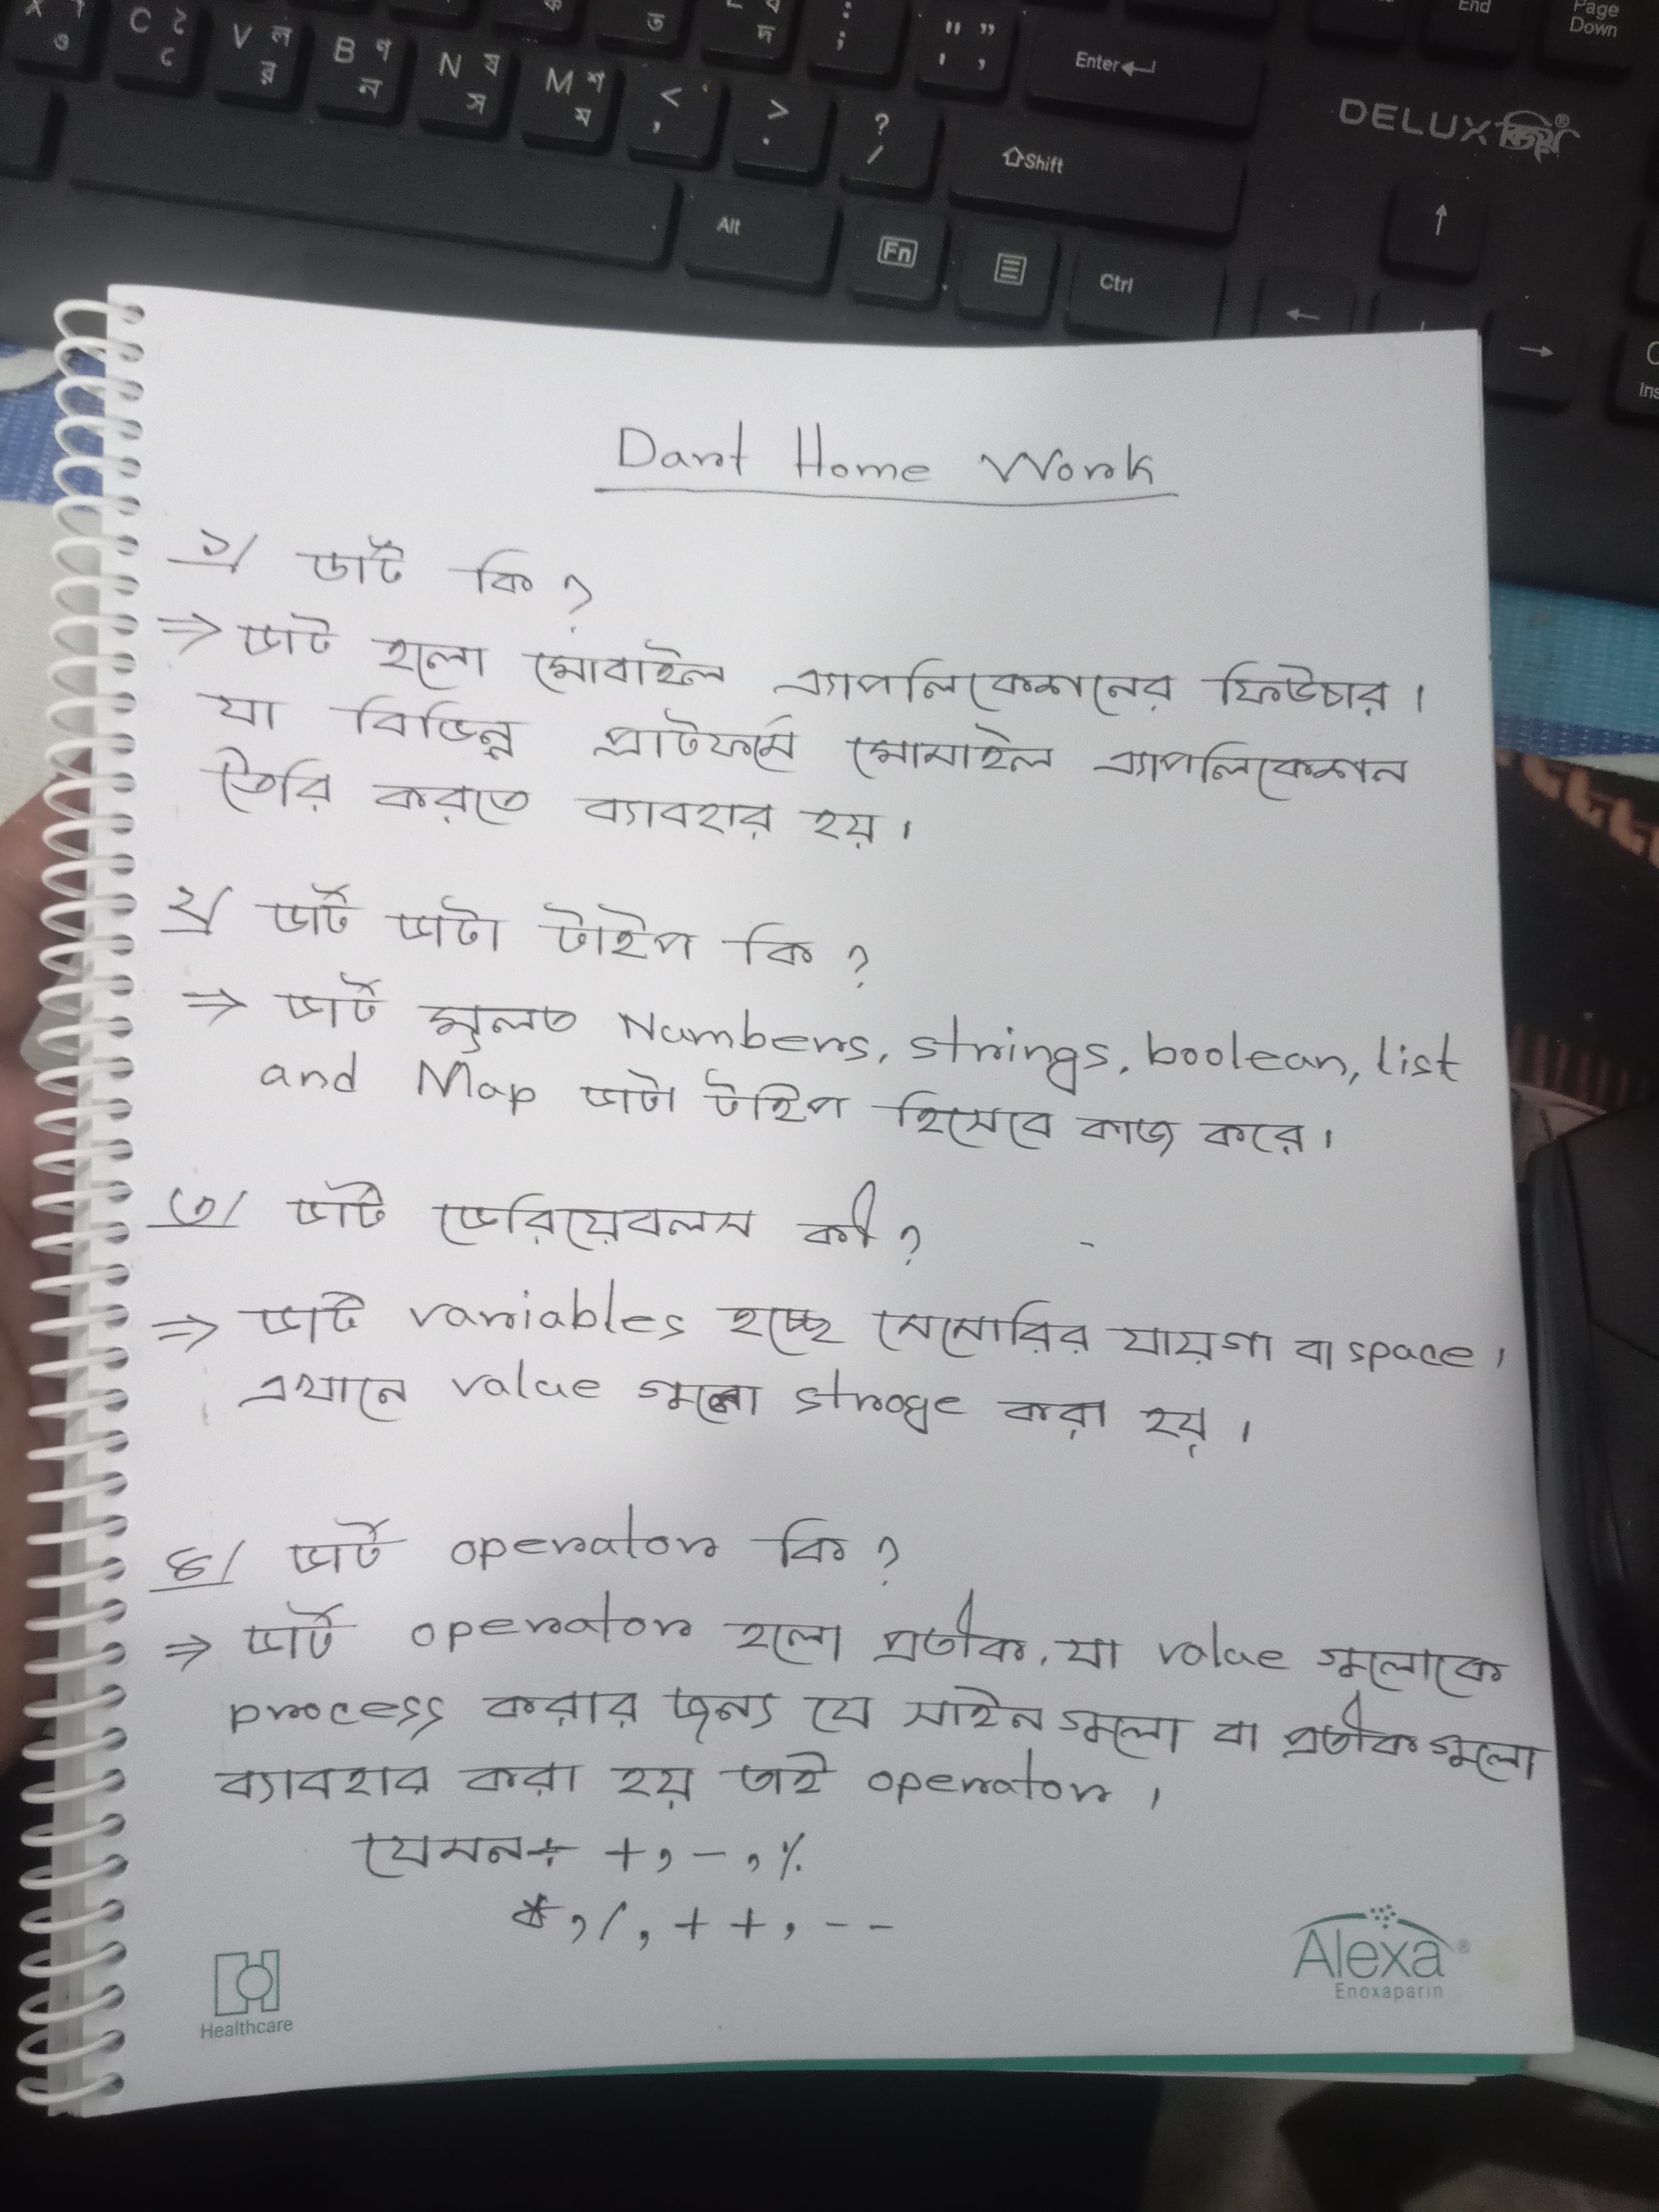 C
V ল র
B ণ ন
N ষ স
M শ ম
< ,
> .
? /
Enter
End
Page Down
DELUX
Shift
Alt
Fn
Ctrl
Ins
Dart Home Work
১/ ডার্ট কি ?
⇒ ডাট হলো মোবাইল এ্যাপলিকেশনের ফিউচার ।
যা বিভিন্ন প্লাটফর্মে মোমাইল এ্যাপলিকেশন
তৈরি করতে ব্যাবহার হয় ।
২/ ডার্ট ডাটা টাইপ কি ?
⇒ ডার্ট মুলত Numbers, strings, boolean, list
and Map ডাটা টাইপ হিসেবে কাজ করে ।
৩/ ডার্ট ভেরিয়েবলস কী ?
⇒ ডার্ট variables হচ্ছে মেমোরির যায়গা বা space ।
এখানে value গুলো stroge করা হয় ।
৪/ ডার্ট operator কি ?
⇒ ডার্ট operator হলো প্রতীক, যা value গুলোকে
process করার জন্য যে সাইন গুলো বা প্রতীক গুলো
ব্যাবহার করা হয় তাই operator ।
যেমনঃ- +, -, %
*, /, ++, --
Healthcare
Alexa
Enoxaparin